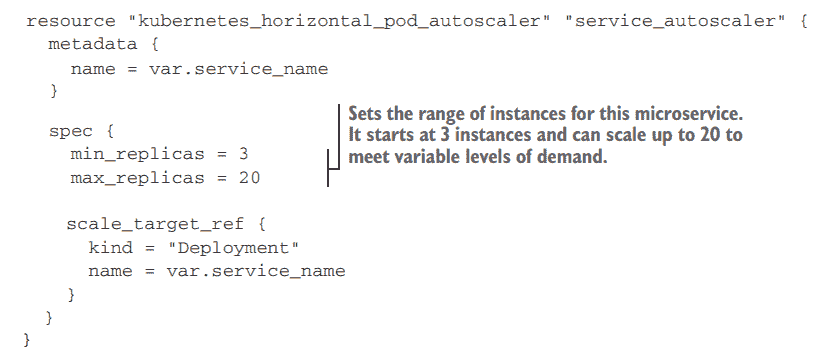 resource "kubernetes_horizontal_pod_autoscaler" "service_autoscaler" {
metadata {
name = var.service_name
}
spec {
min_replicas = 3
max_replicas = 20
Sets the range of instances for this microservice.
It starts at 3 instances and can scale up to 20 to
meet variable levels of demand.
scale_target_ref {
kind = "Deployment"
name = var.service_name
}
}
}